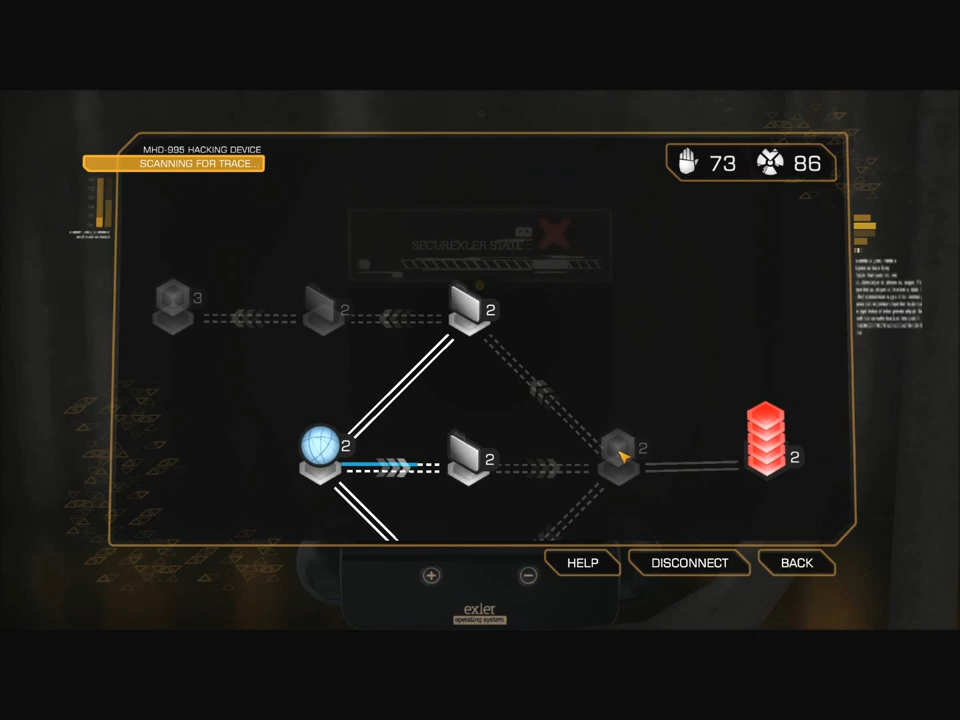 MHD-995 HACKING DEVICE
SCANNING FOR TRACE...
73 86
SECUREXLER STATE
3
2
2
2
2
2
2
HELP
DISCONNECT
BACK
exler
operating system